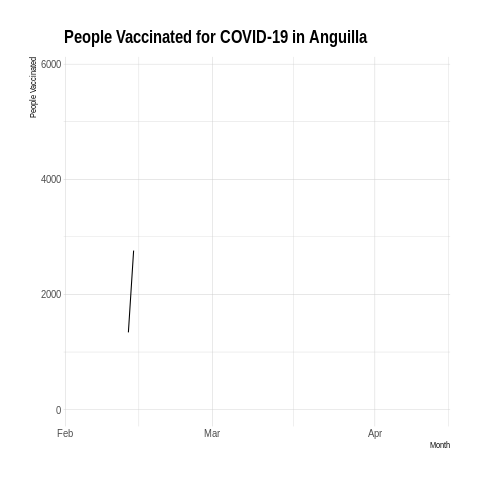 People Vaccinated for COVID-19 in Anguilla
People Vaccinated
6000
4000
2000
0
Feb Mar Apr
Month